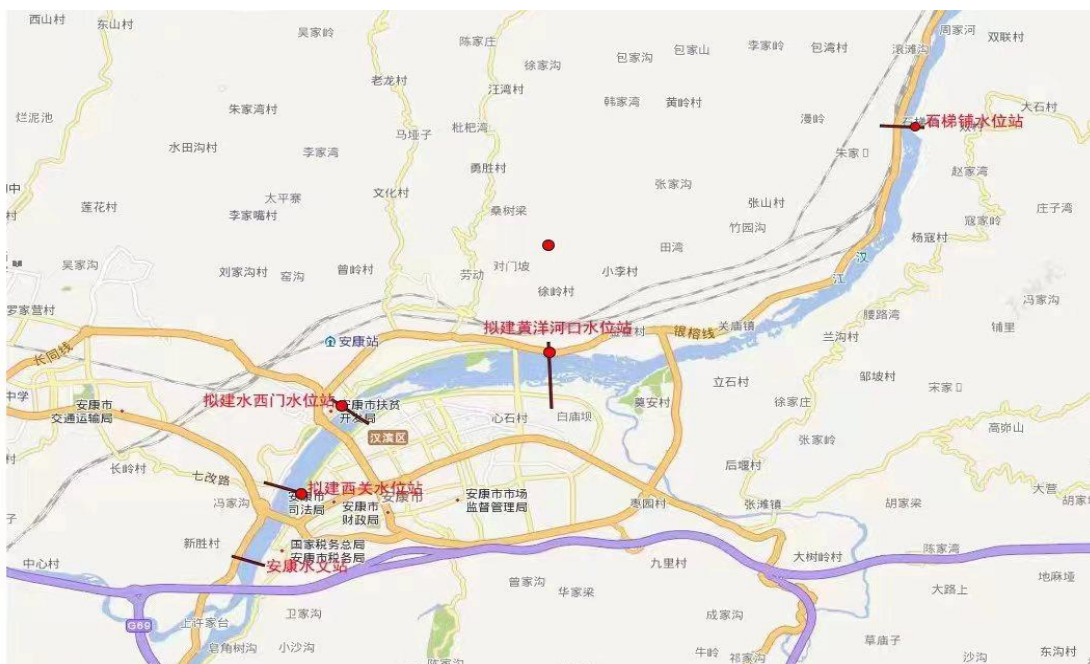 西山村
东山村
吴家岭
陈家庄
周家河
双联村
包家沟
包家山
李家岭
包湾村
滚滩沟
徐家沟
老龙村
汪湾村
烂泥池
朱家湾村
韩家湾
黄岭村
漫岭
大石村
石梯铺水位站
马垭子
枇杷湾
水田沟村
李家湾
勇胜村
朱家
赵家湾
太平寨
文化村
张家沟
莲花村
李家嘴村
桑树梁
张山村
庄子湾
寇家岭
竹园沟
杨寇村
田湾
吴家沟
刘家沟村
窑沟
曾岭村
劳动
对门坡
小李村
汉
江
徐岭村
冯家沟
罗家营村
腰路湾
拟建黄洋河口水位站
银榕线
关庙镇
铺里
兰沟村
长同线
安康站
邹坡村
宋家
立石村
中学
拟建水西门水位站
安康市扶贫
开发局
奠安村
徐家庄
安康市
交通运输局
心石村
白庙坝
汉滨区
高峁山
张家岭
长岭村
后堰村
七改路
拟建西关水位站
安康市
司法局
大营
冯家沟
安康市
财政局
安康市
安康市市场
监督管理局
惠园村
张滩镇
胡家梁
胡家
子
新胜村
国家税务总局
安康市税务局
安康水文站
中心村
九里村
大树岭村
陈家湾
曾家沟
华家梁
大路上
地麻垭
G69
上许家台
卫家沟
成家沟
皂角树沟
小沙沟
草庙子
牛岭
祁家沟
沙沟
东沟村